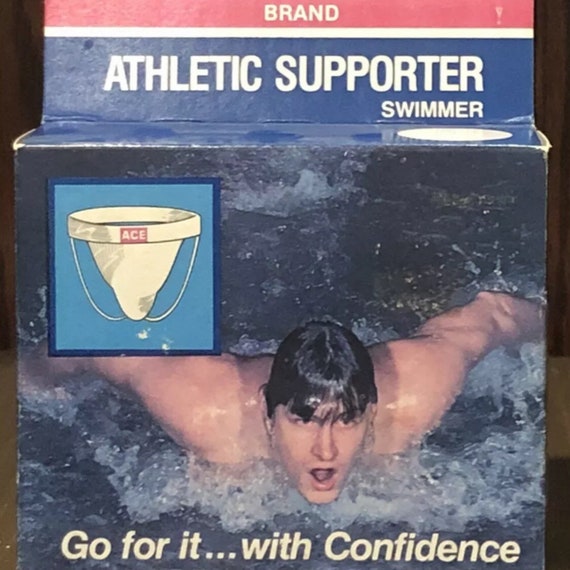 BRAND
ATHLETIC SUPPORTER
SWIMMER
ACE
Go for it...with Confidence